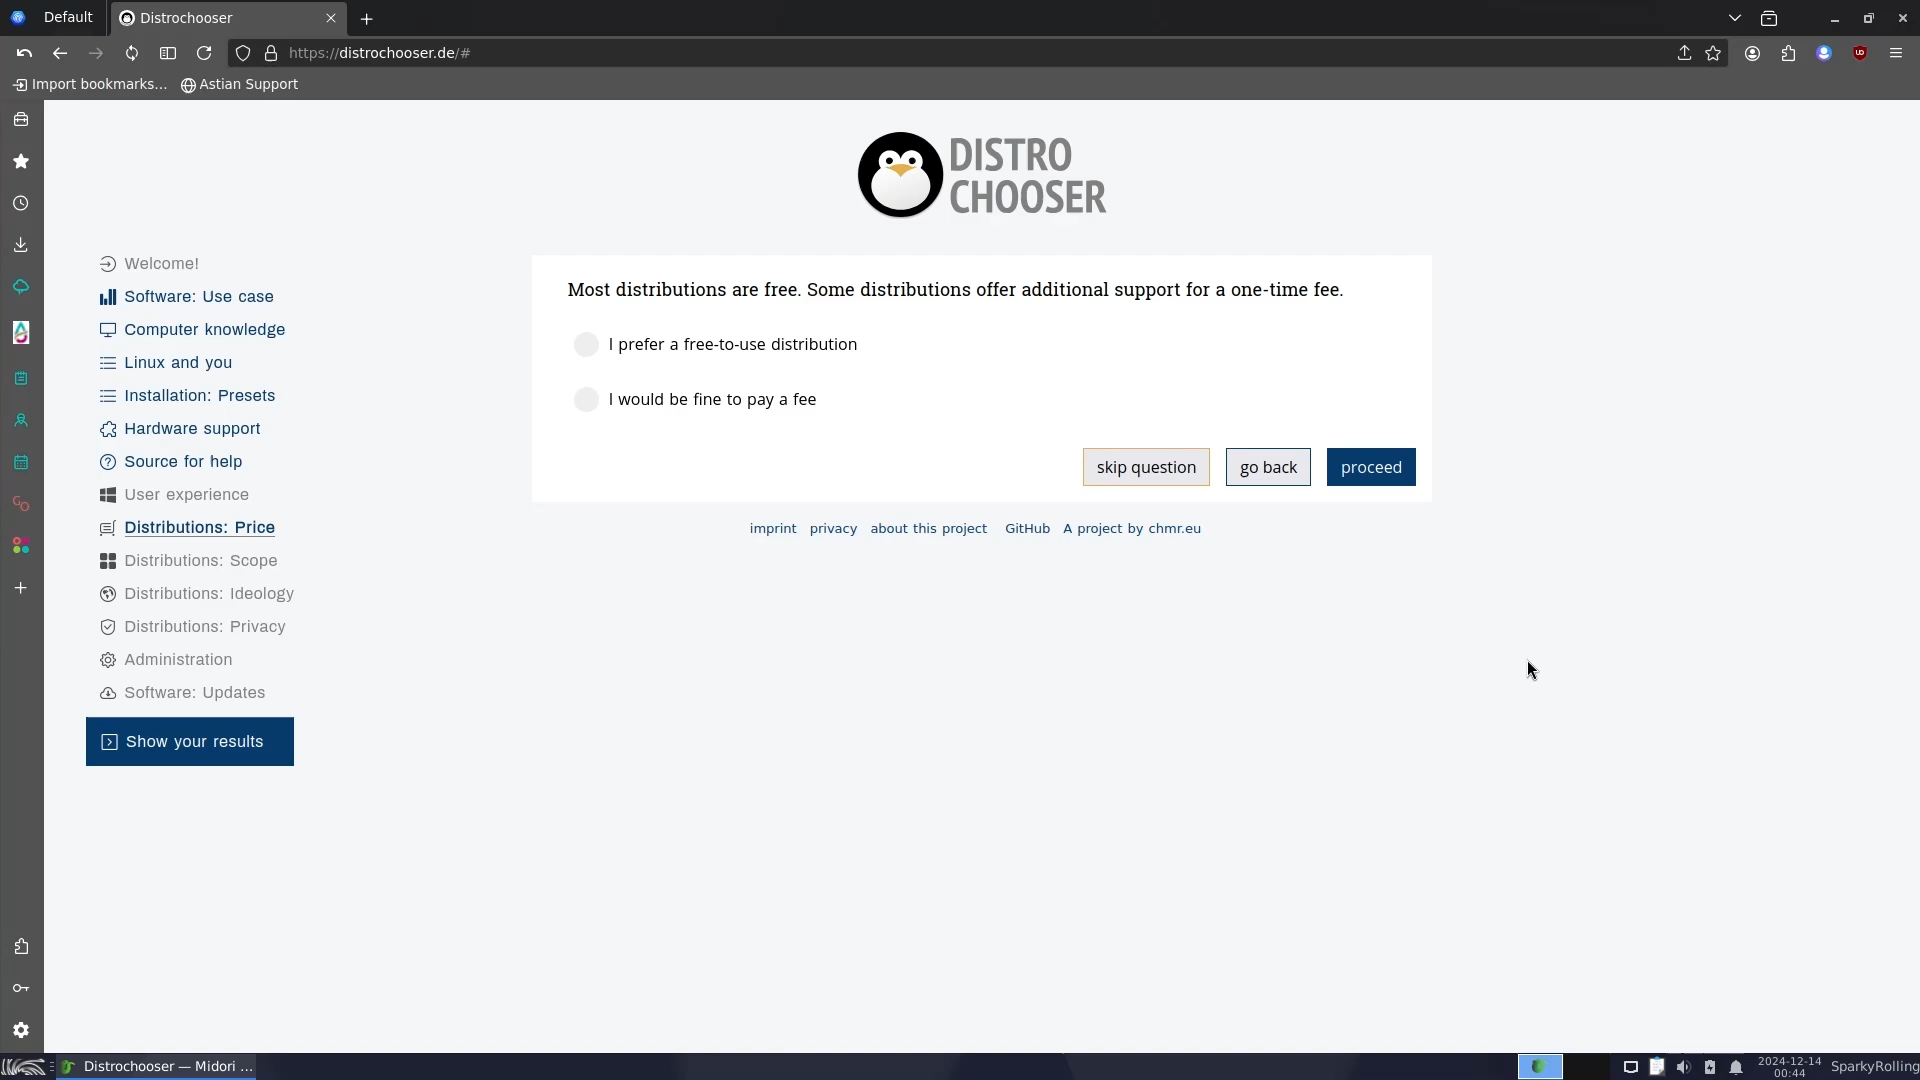 Default
Distrochooser
https://distrochooser.de/#
Import bookmarks...
Astian Support
DISTRO
CHOOSER
Welcome!
Software: Use case
Computer knowledge
Linux and you
Installation: Presets
Hardware support
Source for help
User experience
Distributions: Price
Distributions: Scope
Distributions: Ideology
Distributions: Privacy
Administration
Software: Updates
Show your results
Most distributions are free. Some distributions offer additional support for a one-time fee.
I prefer a free-to-use distribution
I would be fine to pay a fee
skip question
go back
proceed
imprint privacy about this project GitHub A project by chmr.eu
Distrochooser — Midori ...
2024-12-14
00:44
SparkyRolling